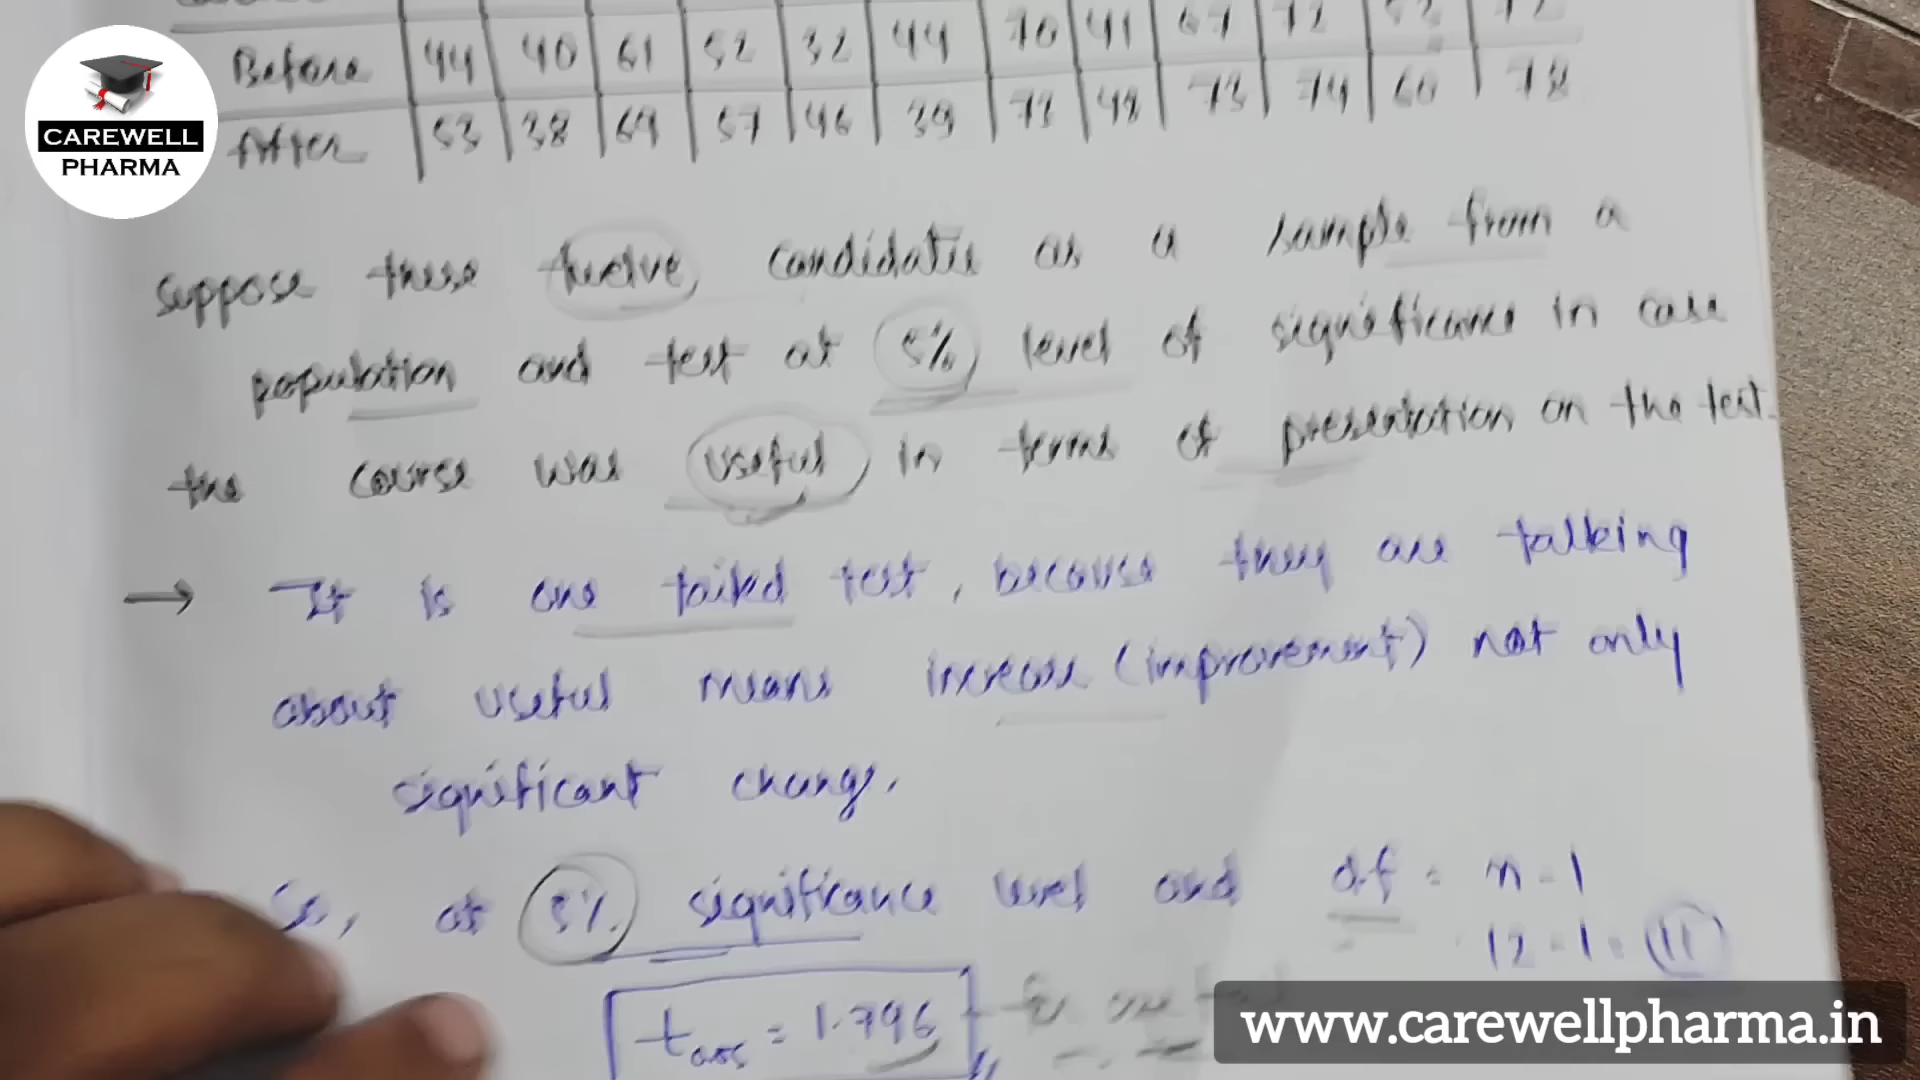 Before 44 40 61 52 32 44 70 41 67 72 53 72
After 53 38 69 57 46 39 73 48 73 74 60 78
CAREWELL
PHARMA
suppose these twelve candidates as a sample from a
population and test at 5% level of significance in case
the course was useful in terms of presentation on the test.
→ It is one tailed test, because they are talking
about useful means increase (improvement) not only
significant change.
So, at 5% significance level and d.f = n - 1
12 - 1 = 11
t0.05 = 1.796 for one
www.carewellpharma.in